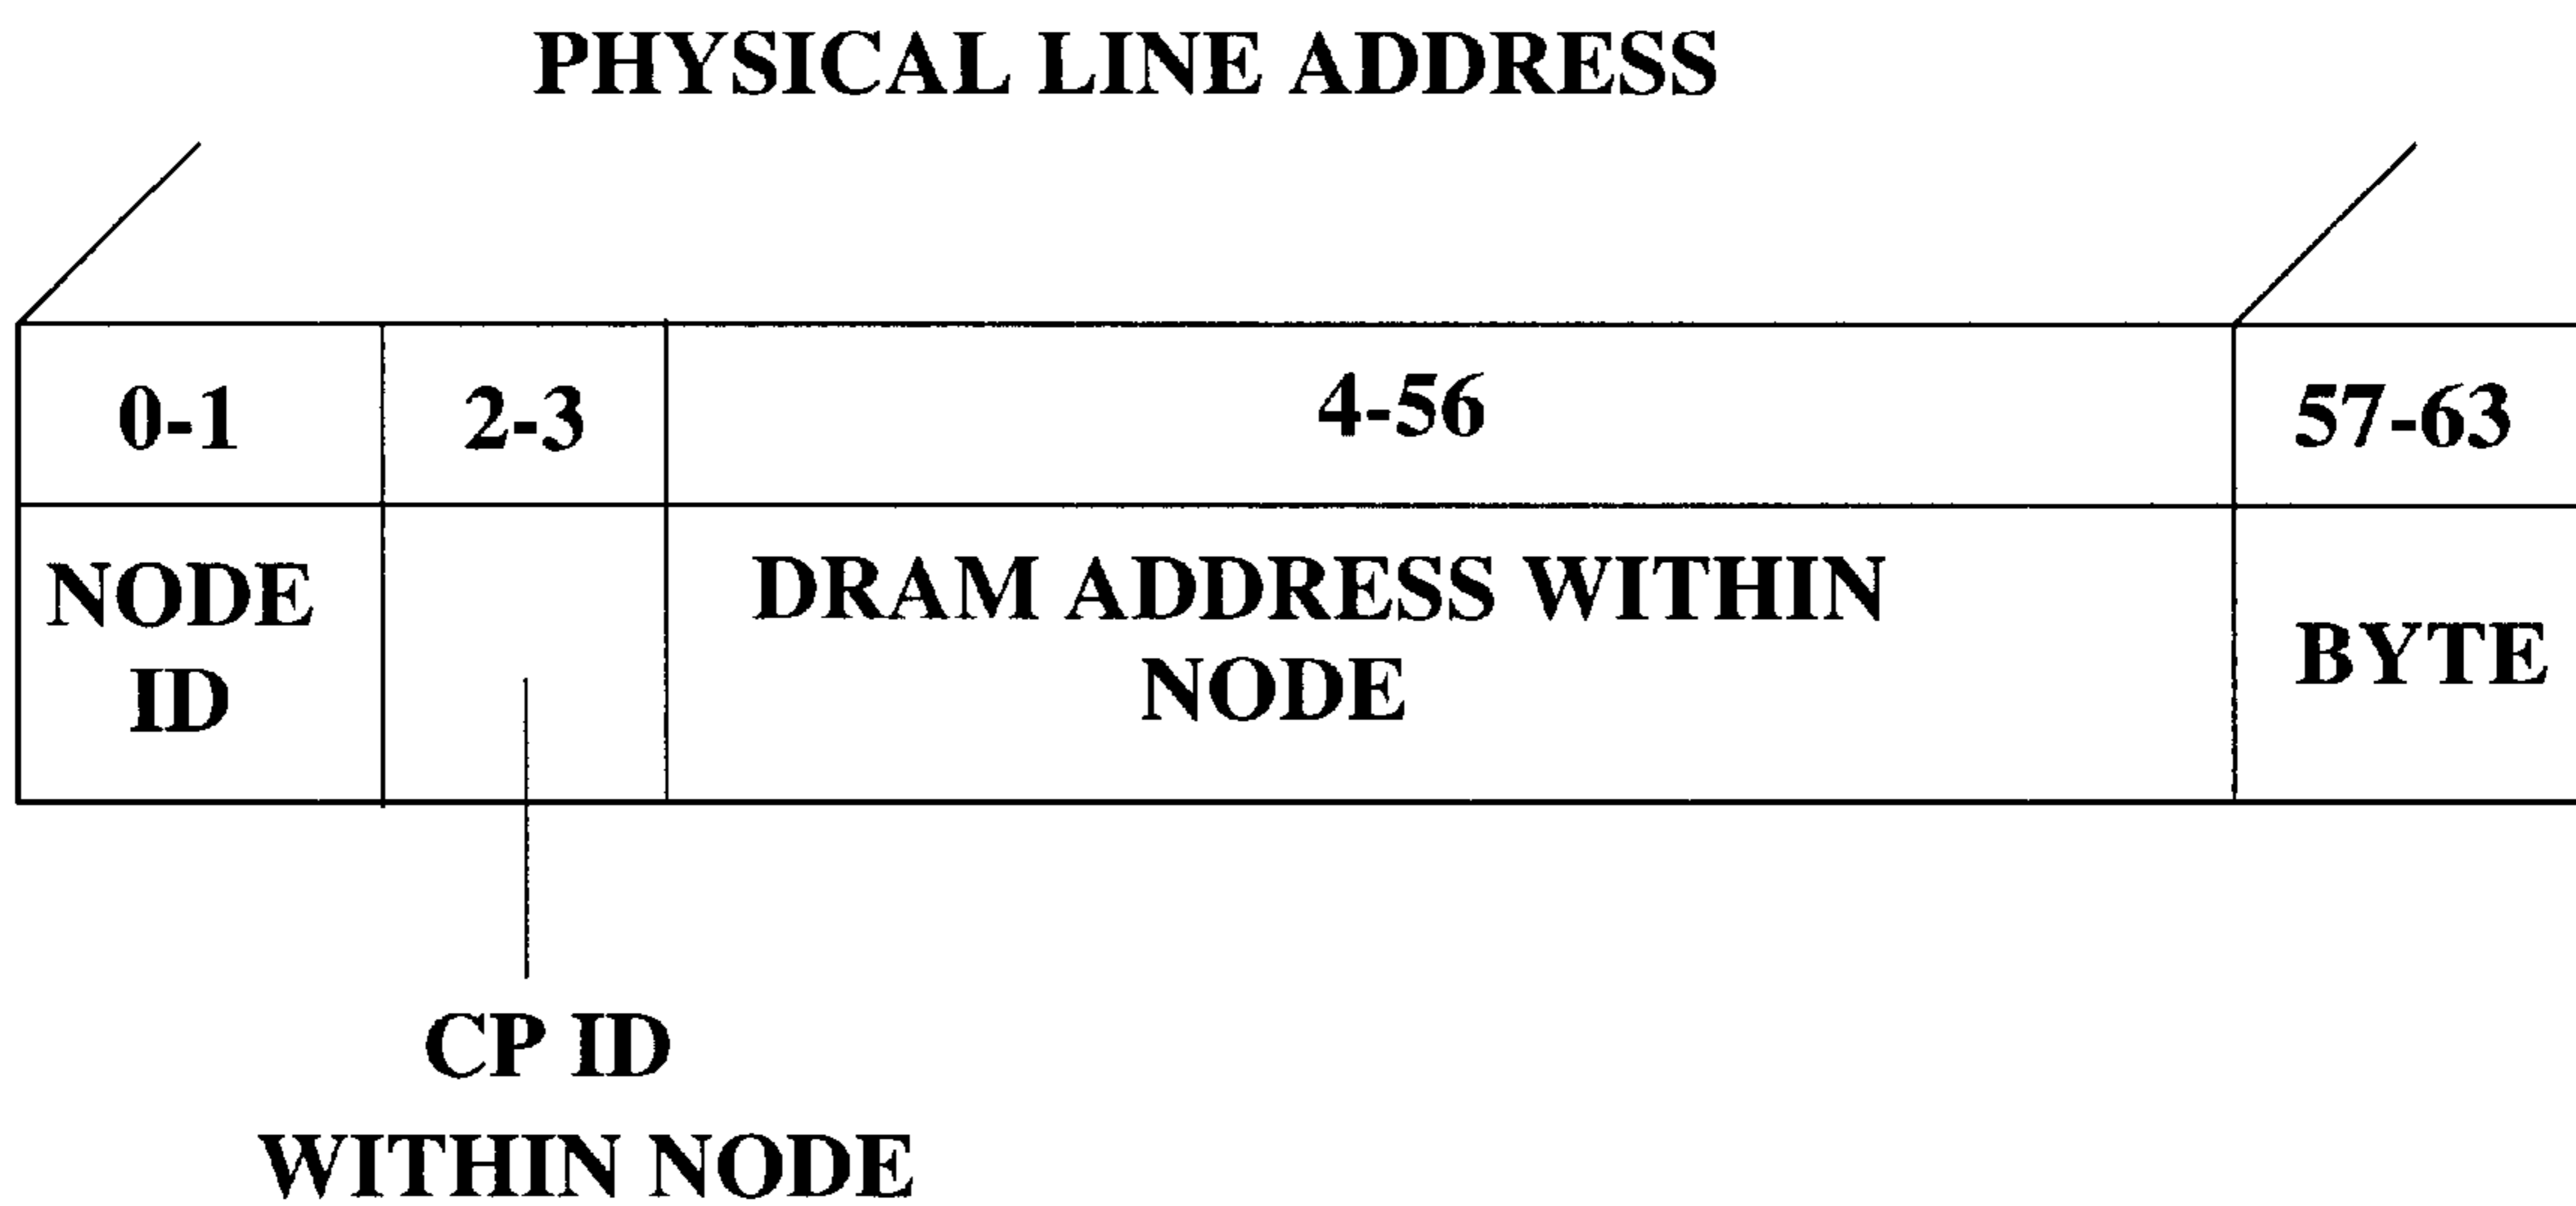 PHYSICAL LINE ADDRESS
0-1 2-3 4-56 57-63
NODE
ID
DRAM ADDRESS WITHIN
NODE
BYTE
CP ID
WITHIN NODE